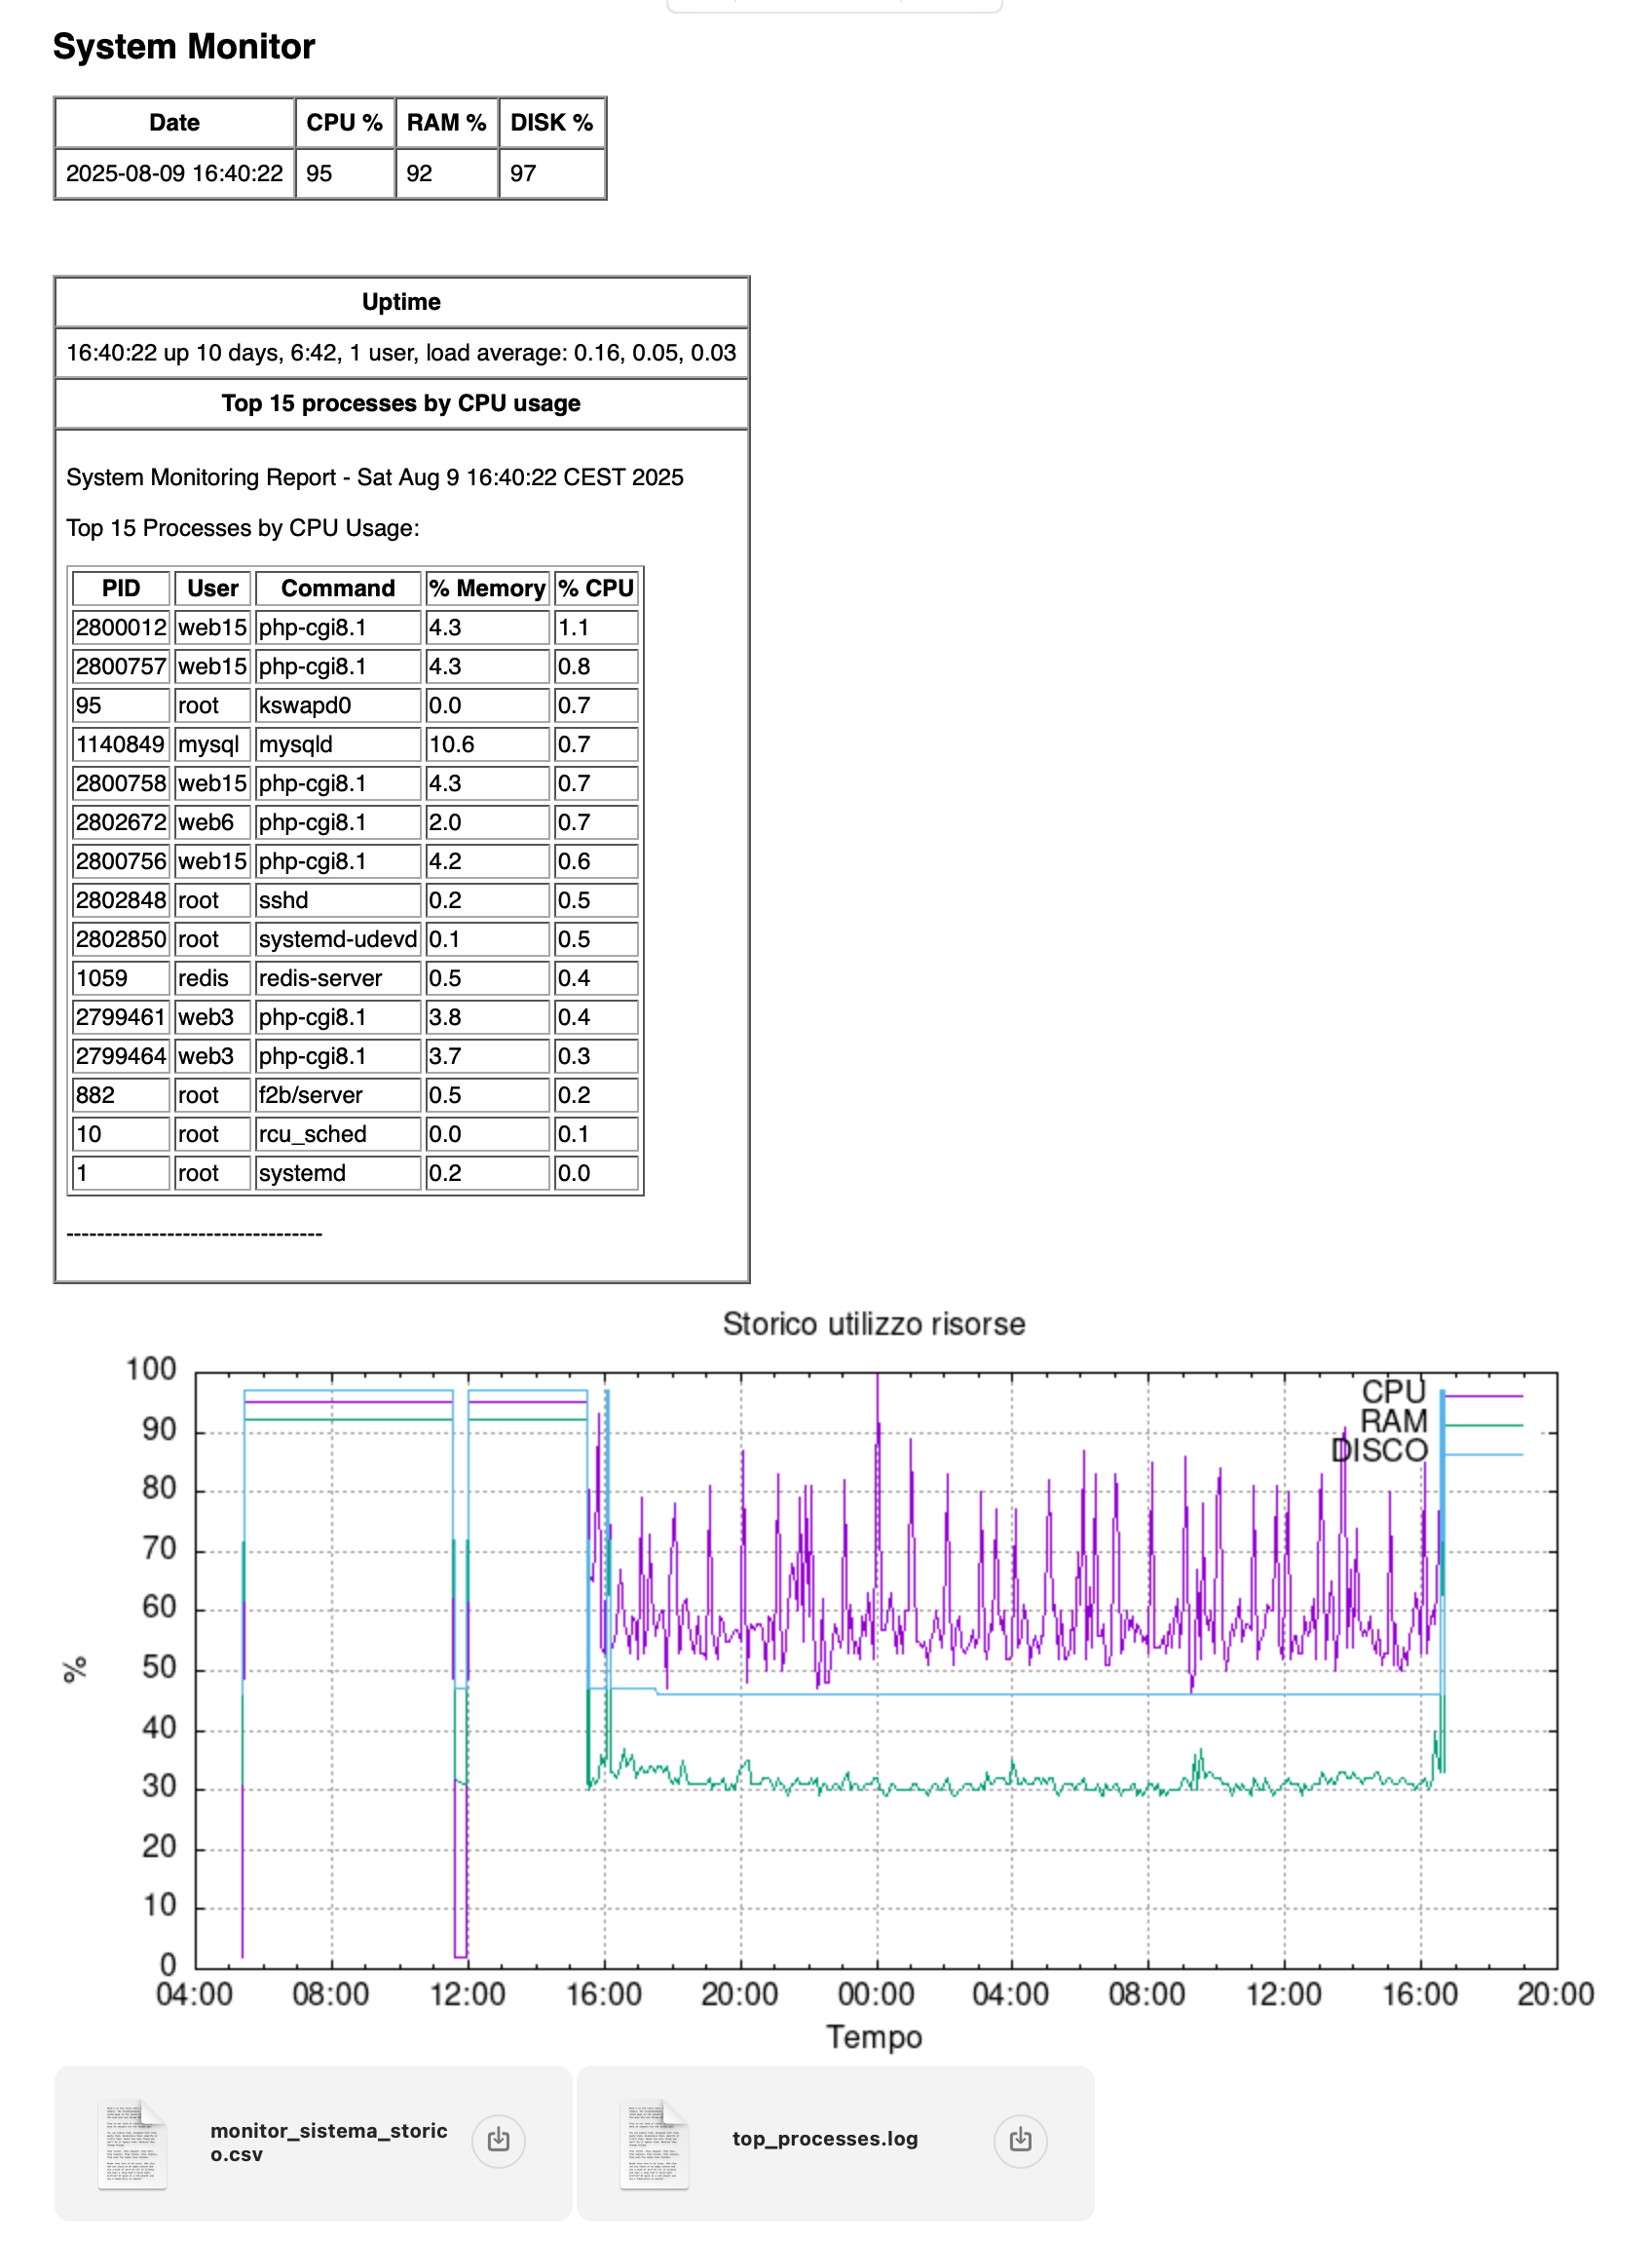 System Monitor
Date CPU % RAM % DISK %
2025-08-09 16:40:22 95 92 97
Uptime
16:40:22 up 10 days, 6:42, 1 user, load average: 0.16, 0.05, 0.03
Top 15 processes by CPU usage
System Monitoring Report - Sat Aug 9 16:40:22 CEST 2025
Top 15 Processes by CPU Usage:
PID User Command % Memory % CPU
2800012 web15 php-cgi8.1 4.3 1.1
2800757 web15 php-cgi8.1 4.3 0.8
95 root kswapd0 0.0 0.7
1140849 mysql mysqld 10.6 0.7
2800758 web15 php-cgi8.1 4.3 0.7
2802672 web6 php-cgi8.1 2.0 0.7
2800756 web15 php-cgi8.1 4.2 0.6
2802848 root sshd 0.2 0.5
2802850 root systemd-udevd 0.1 0.5
1059 redis redis-server 0.5 0.4
2799461 web3 php-cgi8.1 3.8 0.4
2799464 web3 php-cgi8.1 3.7 0.3
882 root f2b/server 0.5 0.2
10 root rcu_sched 0.0 0.1
1 root systemd 0.2 0.0
---------------------------------
Storico utilizzo risorse
100
90
80
70
60
50
40
30
20
10
0
%
CPU
RAM
DISCO
04:00 08:00 12:00 16:00 20:00 00:00 04:00 08:00 12:00 16:00 20:00
Tempo
monitor_sistema_storic
o.csv
top_processes.log